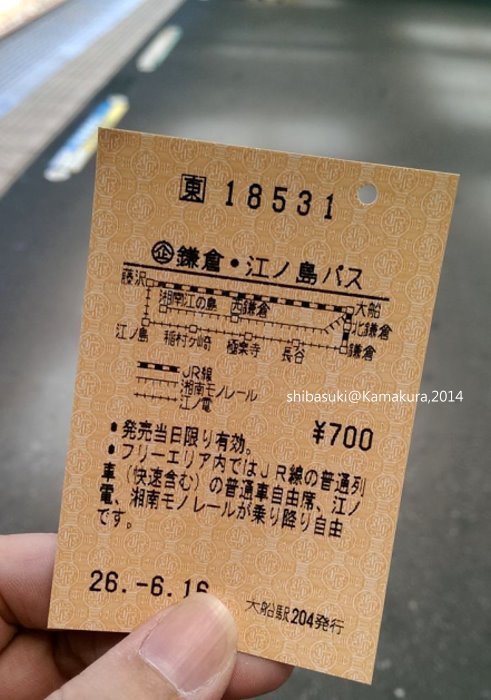 東 18531
企 鎌倉・江ノ島パス
藤沢 大船
湘南江の島 西鎌倉 北鎌倉
江ノ島 稲村ヶ崎 極楽寺 長谷 鎌倉
JR線
湘南モノレール
江ノ電
shibasuki@Kamakura,2014
¥700
●発売当日限り有効。
●フリーエリア内ではJR線の普通列
車(快速含む)の普通車自由席、江ノ
電、湘南モノレールが乗り降り自由
です。
26.-6.16
大船駅204発行